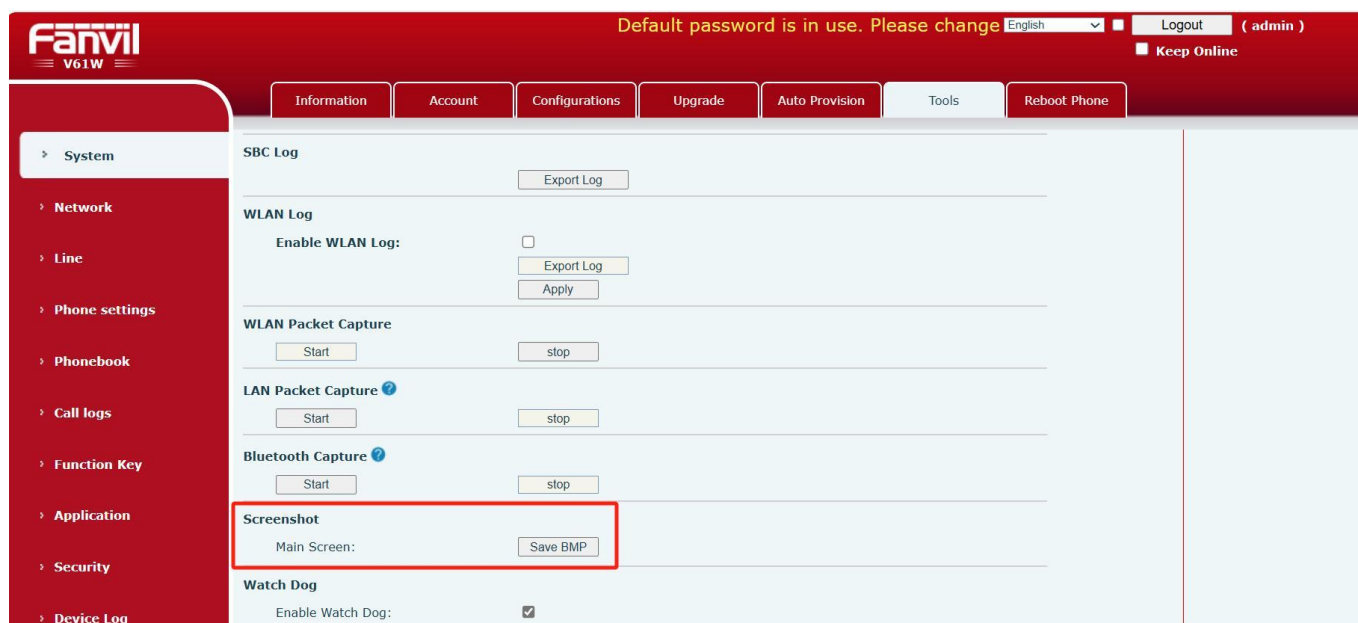 Default password is in use. Please change English Logout ( admin )
Fanvil
V61W
Keep Online
Information Account Configurations Upgrade Auto Provision Tools Reboot Phone
› System
SBC Log
Export Log
› Network
WLAN Log
Enable WLAN Log:
› Line
Export Log
Apply
› Phone settings
WLAN Packet Capture
Start stop
› Phonebook
LAN Packet Capture ?
› Call logs
Start stop
Bluetooth Capture ?
› Function Key
Start stop
› Application
Screenshot
Main Screen: Save BMP
› Security
Watch Dog
Enable Watch Dog:
› Device Log